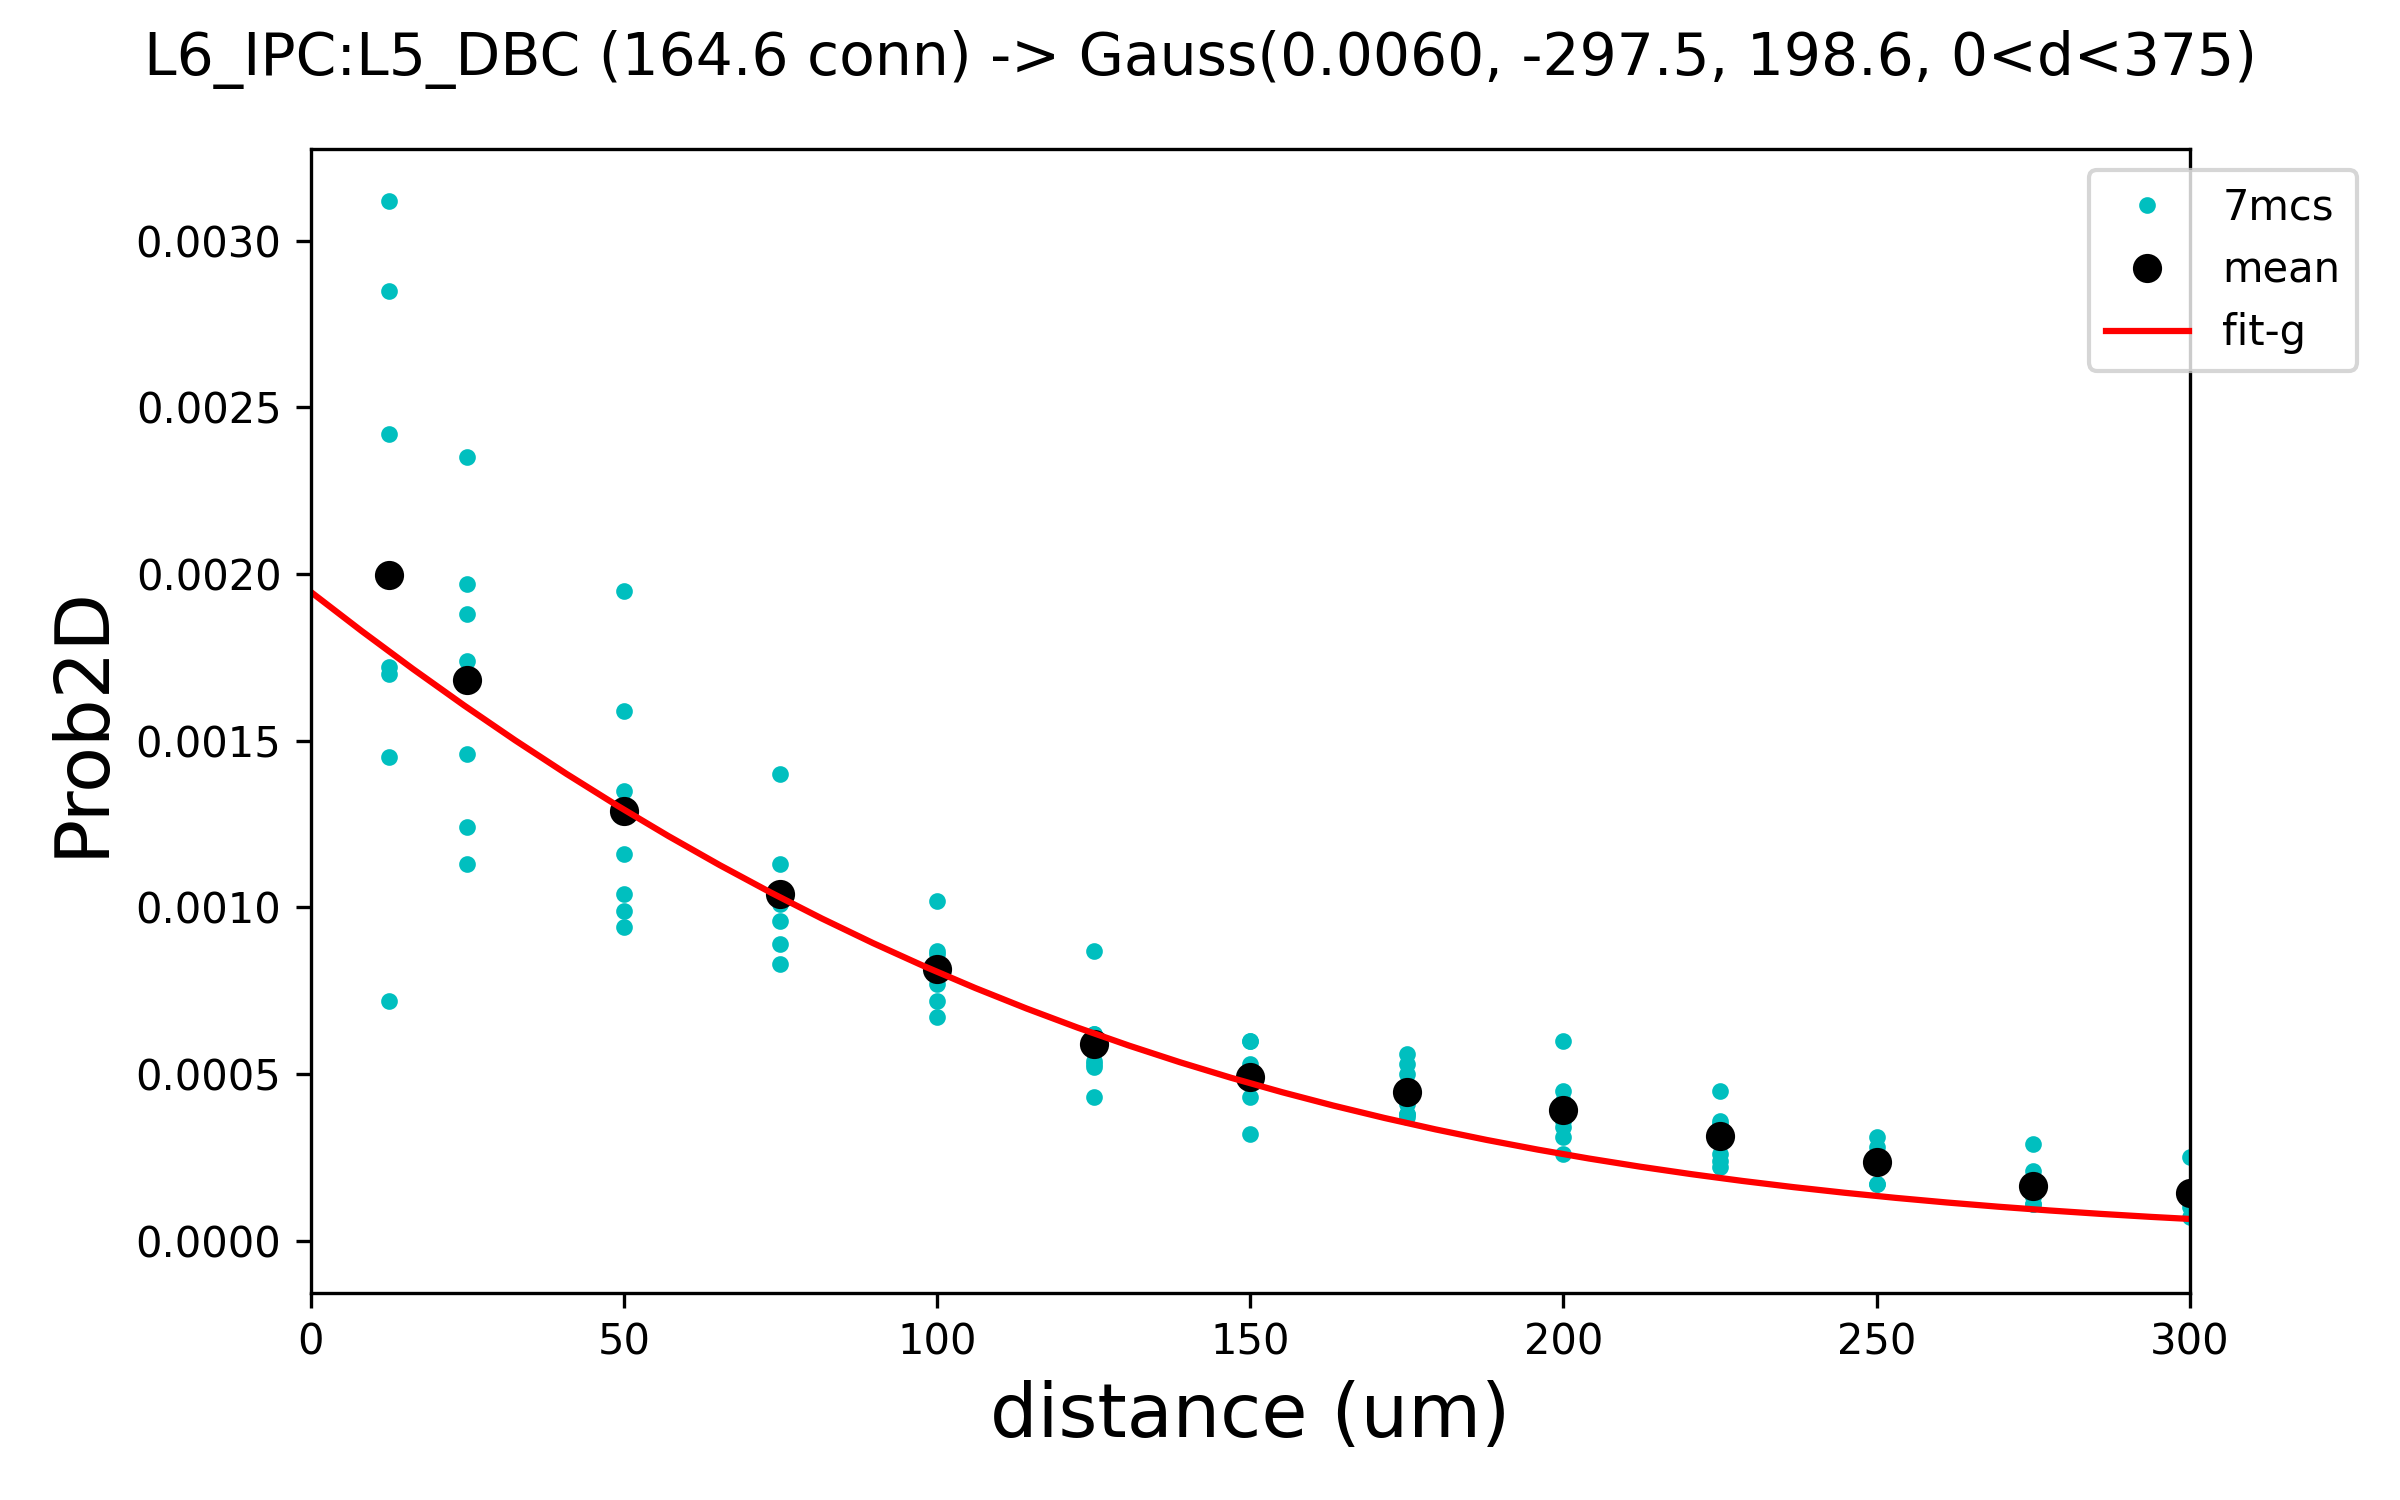 L6_IPC:L5_DBC (164.6 conn) -> Gauss(0.0060, -297.5, 198.6, 0<d<375)
7mcs
mean
fit-g
Prob2D
0.0030
0.0025
0.0020
0.0015
0.0010
0.0005
0.0000
0 50 100 150 200 250 300
distance (um)